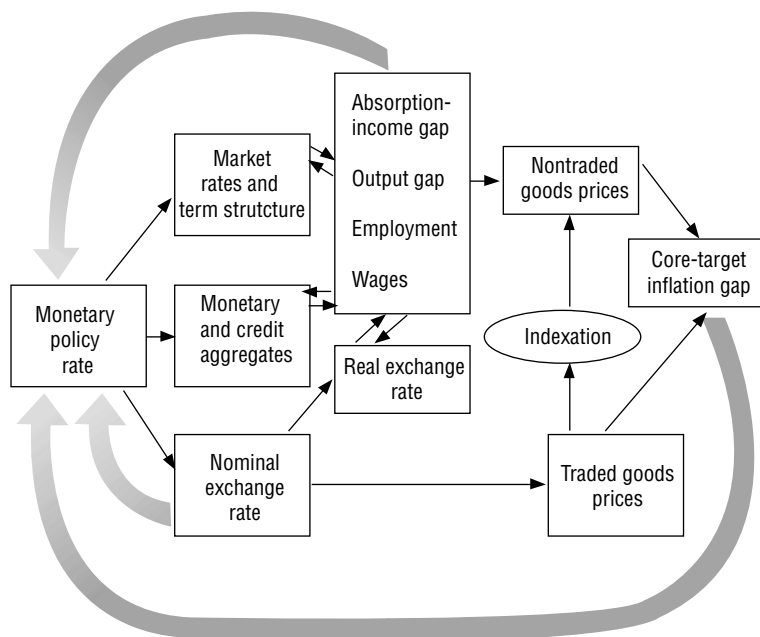 Absorption-
income gap
Output gap
Employment
Wages
Market
rates and
term strutcture
Nontraded
goods prices
Core-target
inflation gap
Monetary
policy
rate
Monetary
and credit
aggregates
Indexation
Real exchange
rate
Nominal
exchange
rate
Traded goods
prices